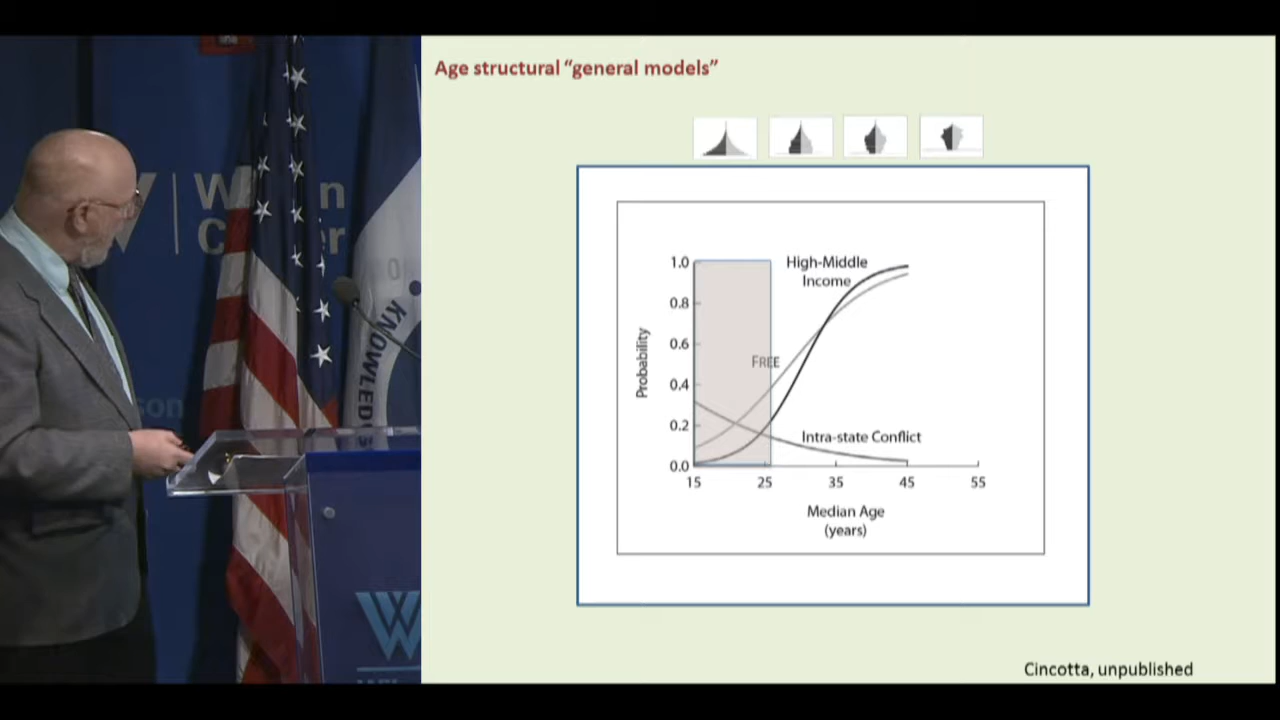 Age structural “general models”
W
KNOWLED
1.0
0.8
0.6
0.4
0.2
0.0
Probability
High-Middle
Income
FREE
Intra-state Conflict
15
25
35
45
55
Median Age
(years)
Cincotta, unpublished